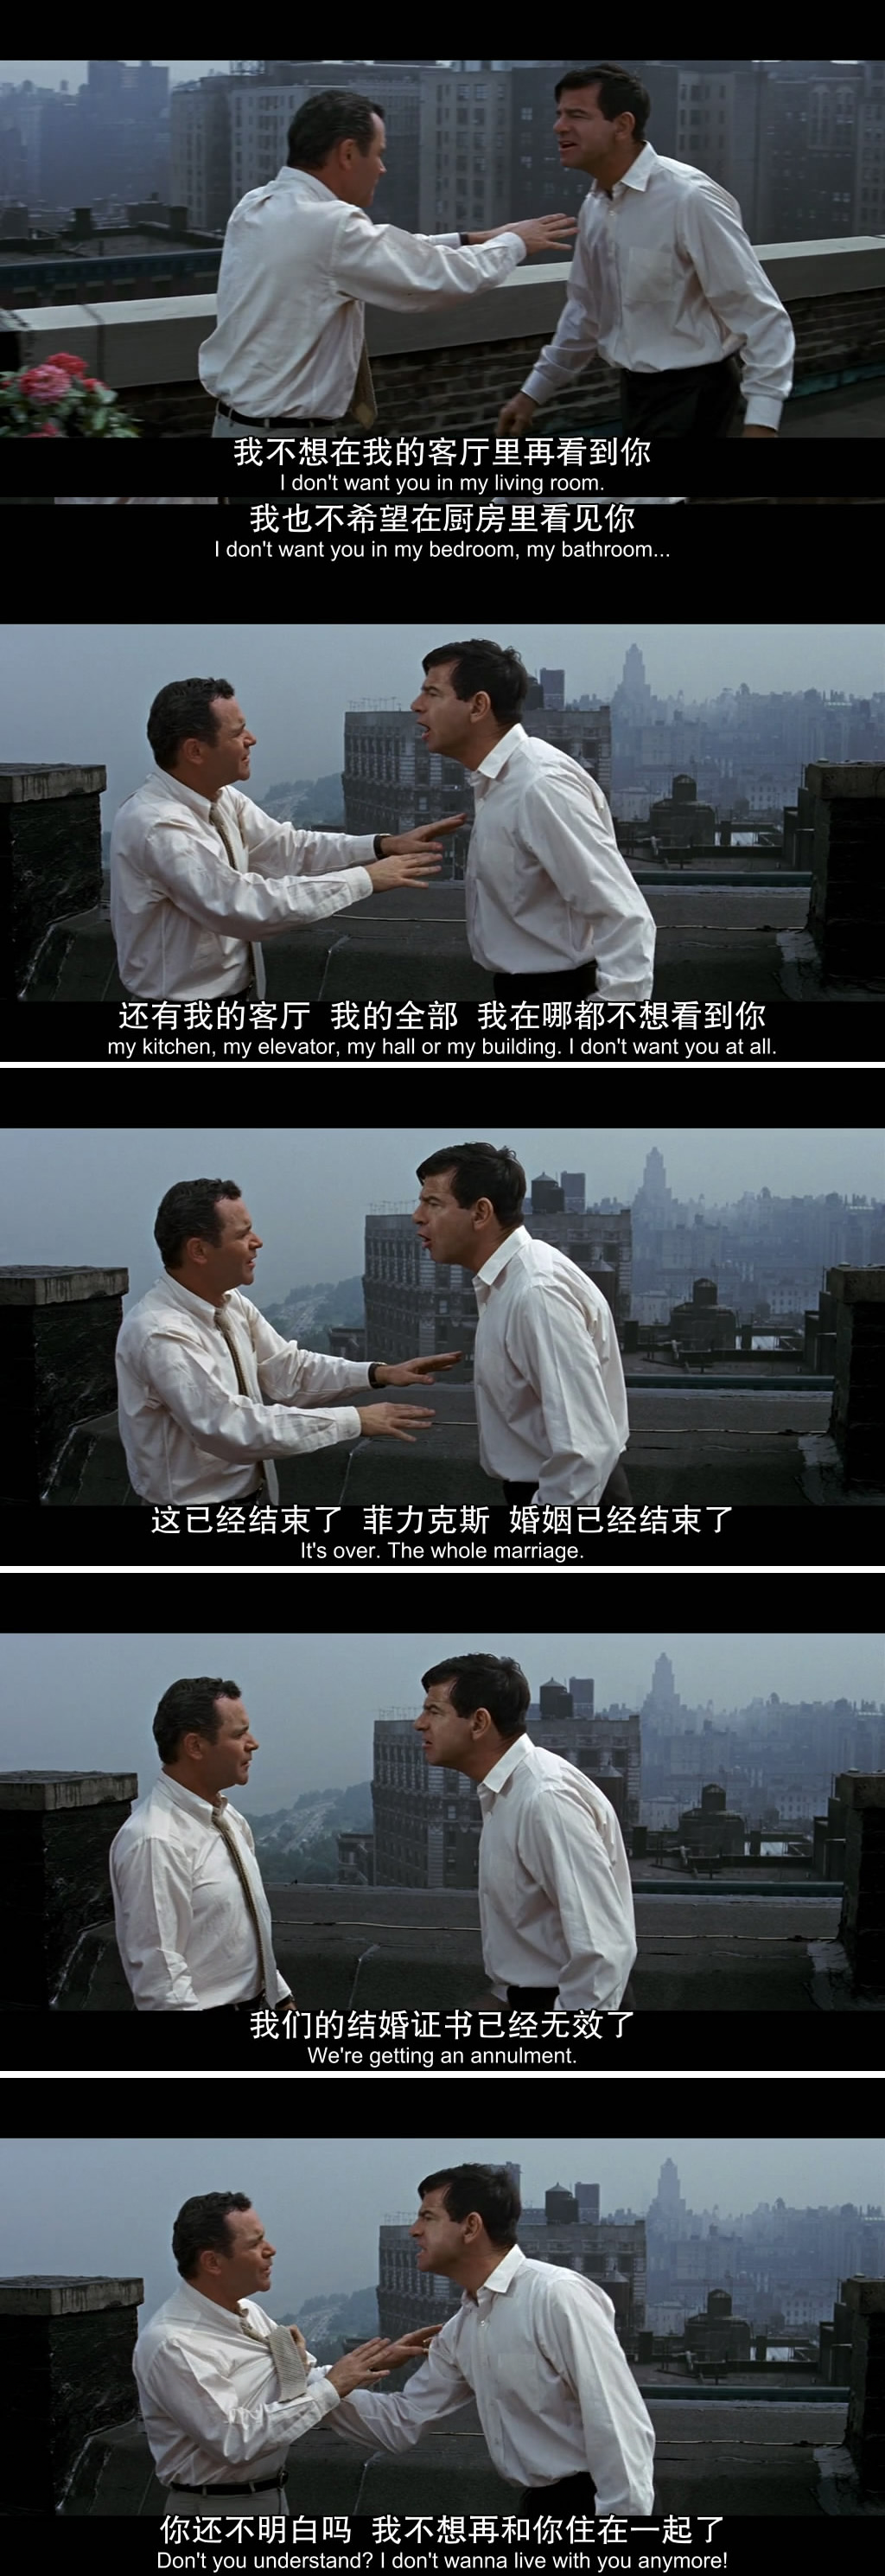 我不想在我的客厅里再看到你
I don't want you in my living room.
我也不希望在厨房里看见你
I don't want you in my bedroom, my bathroom...
还有我的客厅 我的全部 我在哪都不想看到你
my kitchen, my elevator, my hall or my building. I don't want you at all.
这已经结束了 菲力克斯 婚姻已经结束了
It's over. The whole marriage.
我们的结婚证书已经无效了
We're getting an annulment.
你还不明白吗 我不想再和你住在一起了
Don't you understand? I don't wanna live with you anymore!